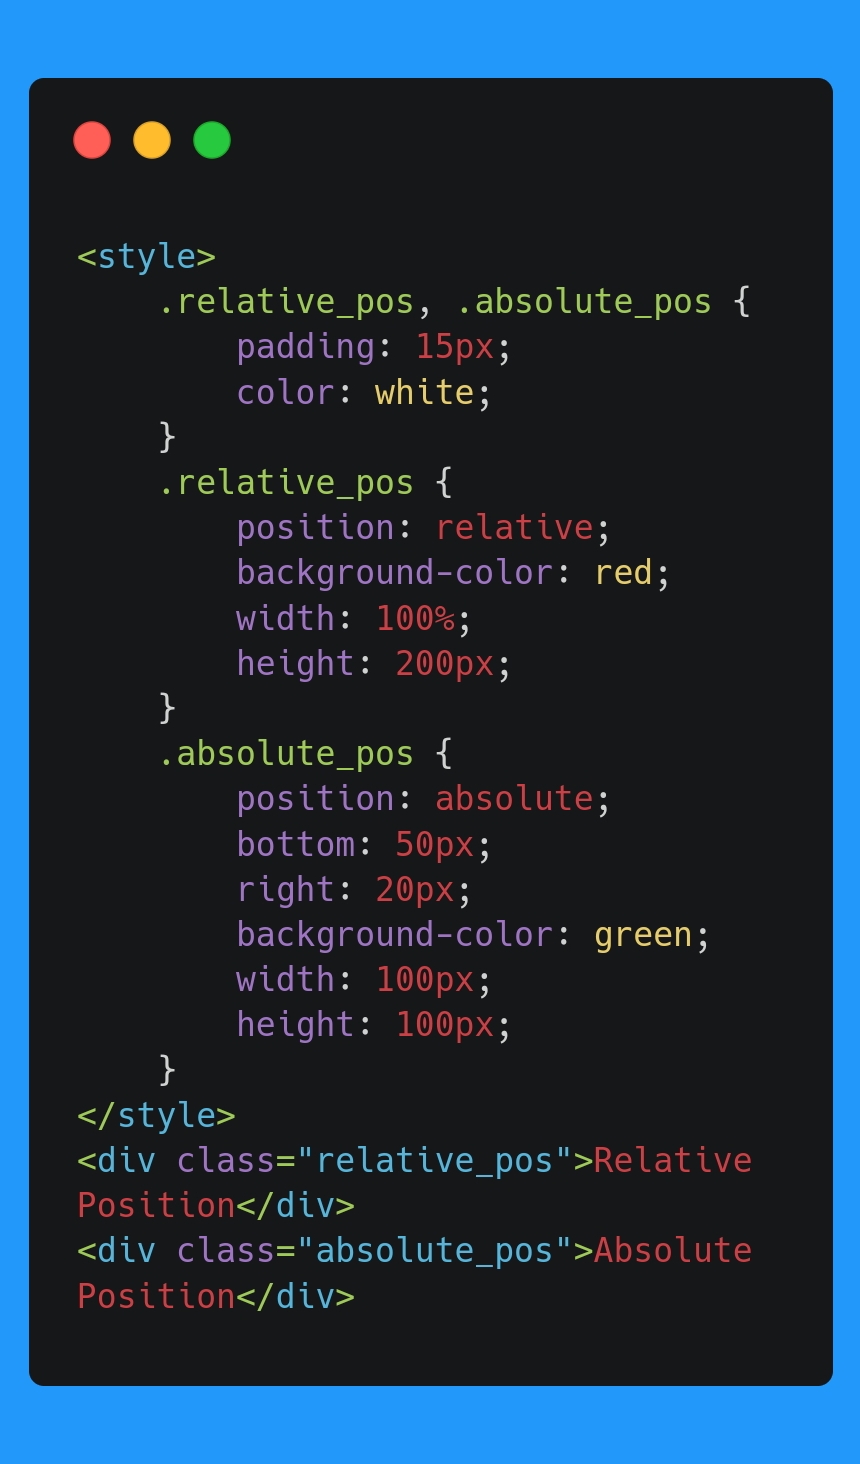 <style>
    .relative_pos, .absolute_pos {
        padding: 15px;
        color: white;
    }
    .relative_pos {
        position: relative;
        background-color: red;
        width: 100%;
        height: 200px;
    }
    .absolute_pos {
        position: absolute;
        bottom: 50px;
        right: 20px;
        background-color: green;
        width: 100px;
        height: 100px;
    }
</style>
<div class="relative_pos">Relative
Position</div>
<div class="absolute_pos">Absolute
Position</div>